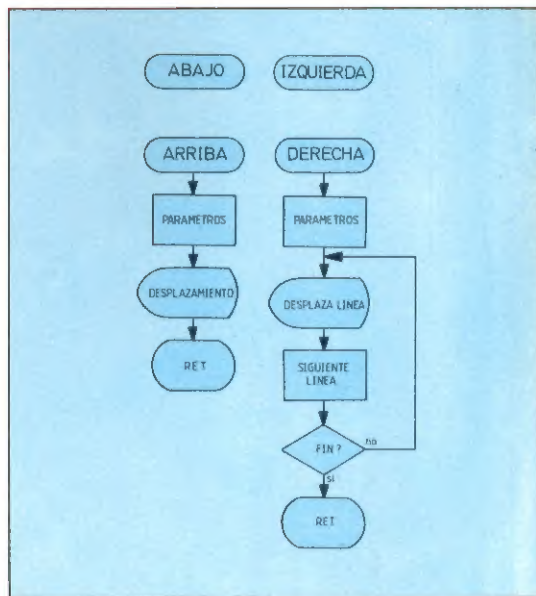 ABAJO
IZQUIERDA
ARRIBA
DERECHA
PARAMETROS
PARAMETROS
DESPLAZAMIENTO
DESPLAZA LINEA
RET
SIGUIENTE
LINEA
FIN?
no
si
RET